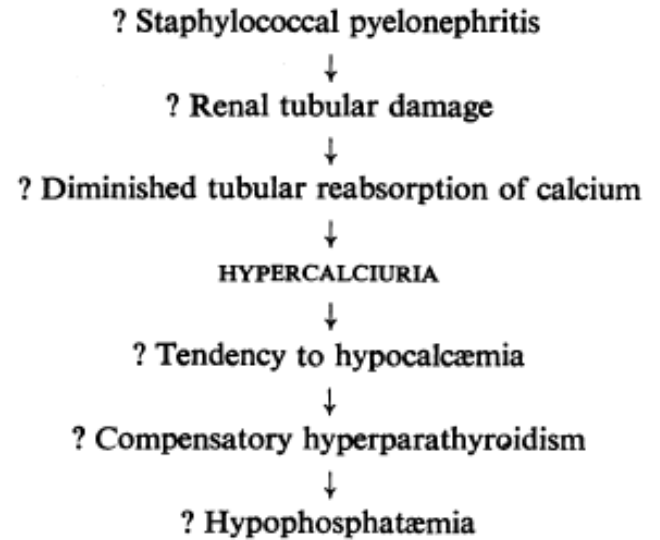 ? Staphylococcal pyelonephritis
↓
? Renal tubular damage
↓
? Diminished tubular reabsorption of calcium
↓
HYPERCALCIURIA
↓
? Tendency to hypocalcæmia
↓
? Compensatory hyperparathyroidism
↓
? Hypophosphatæmia